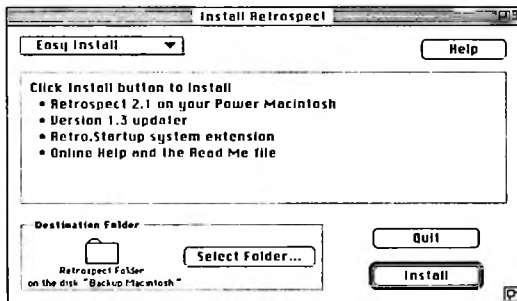 Install Retrospect
Easy Install
Help
Click Install button to install
• Retrospect 2.1 on your Power Macintosh
• Version 1.3 updater
• Retro.Startup system extension
• Online Help and the Read Me file
Destination Folder
Select Folder...
Retrospect Folder
on the disk "Backup Macintosh"
Quit
Install